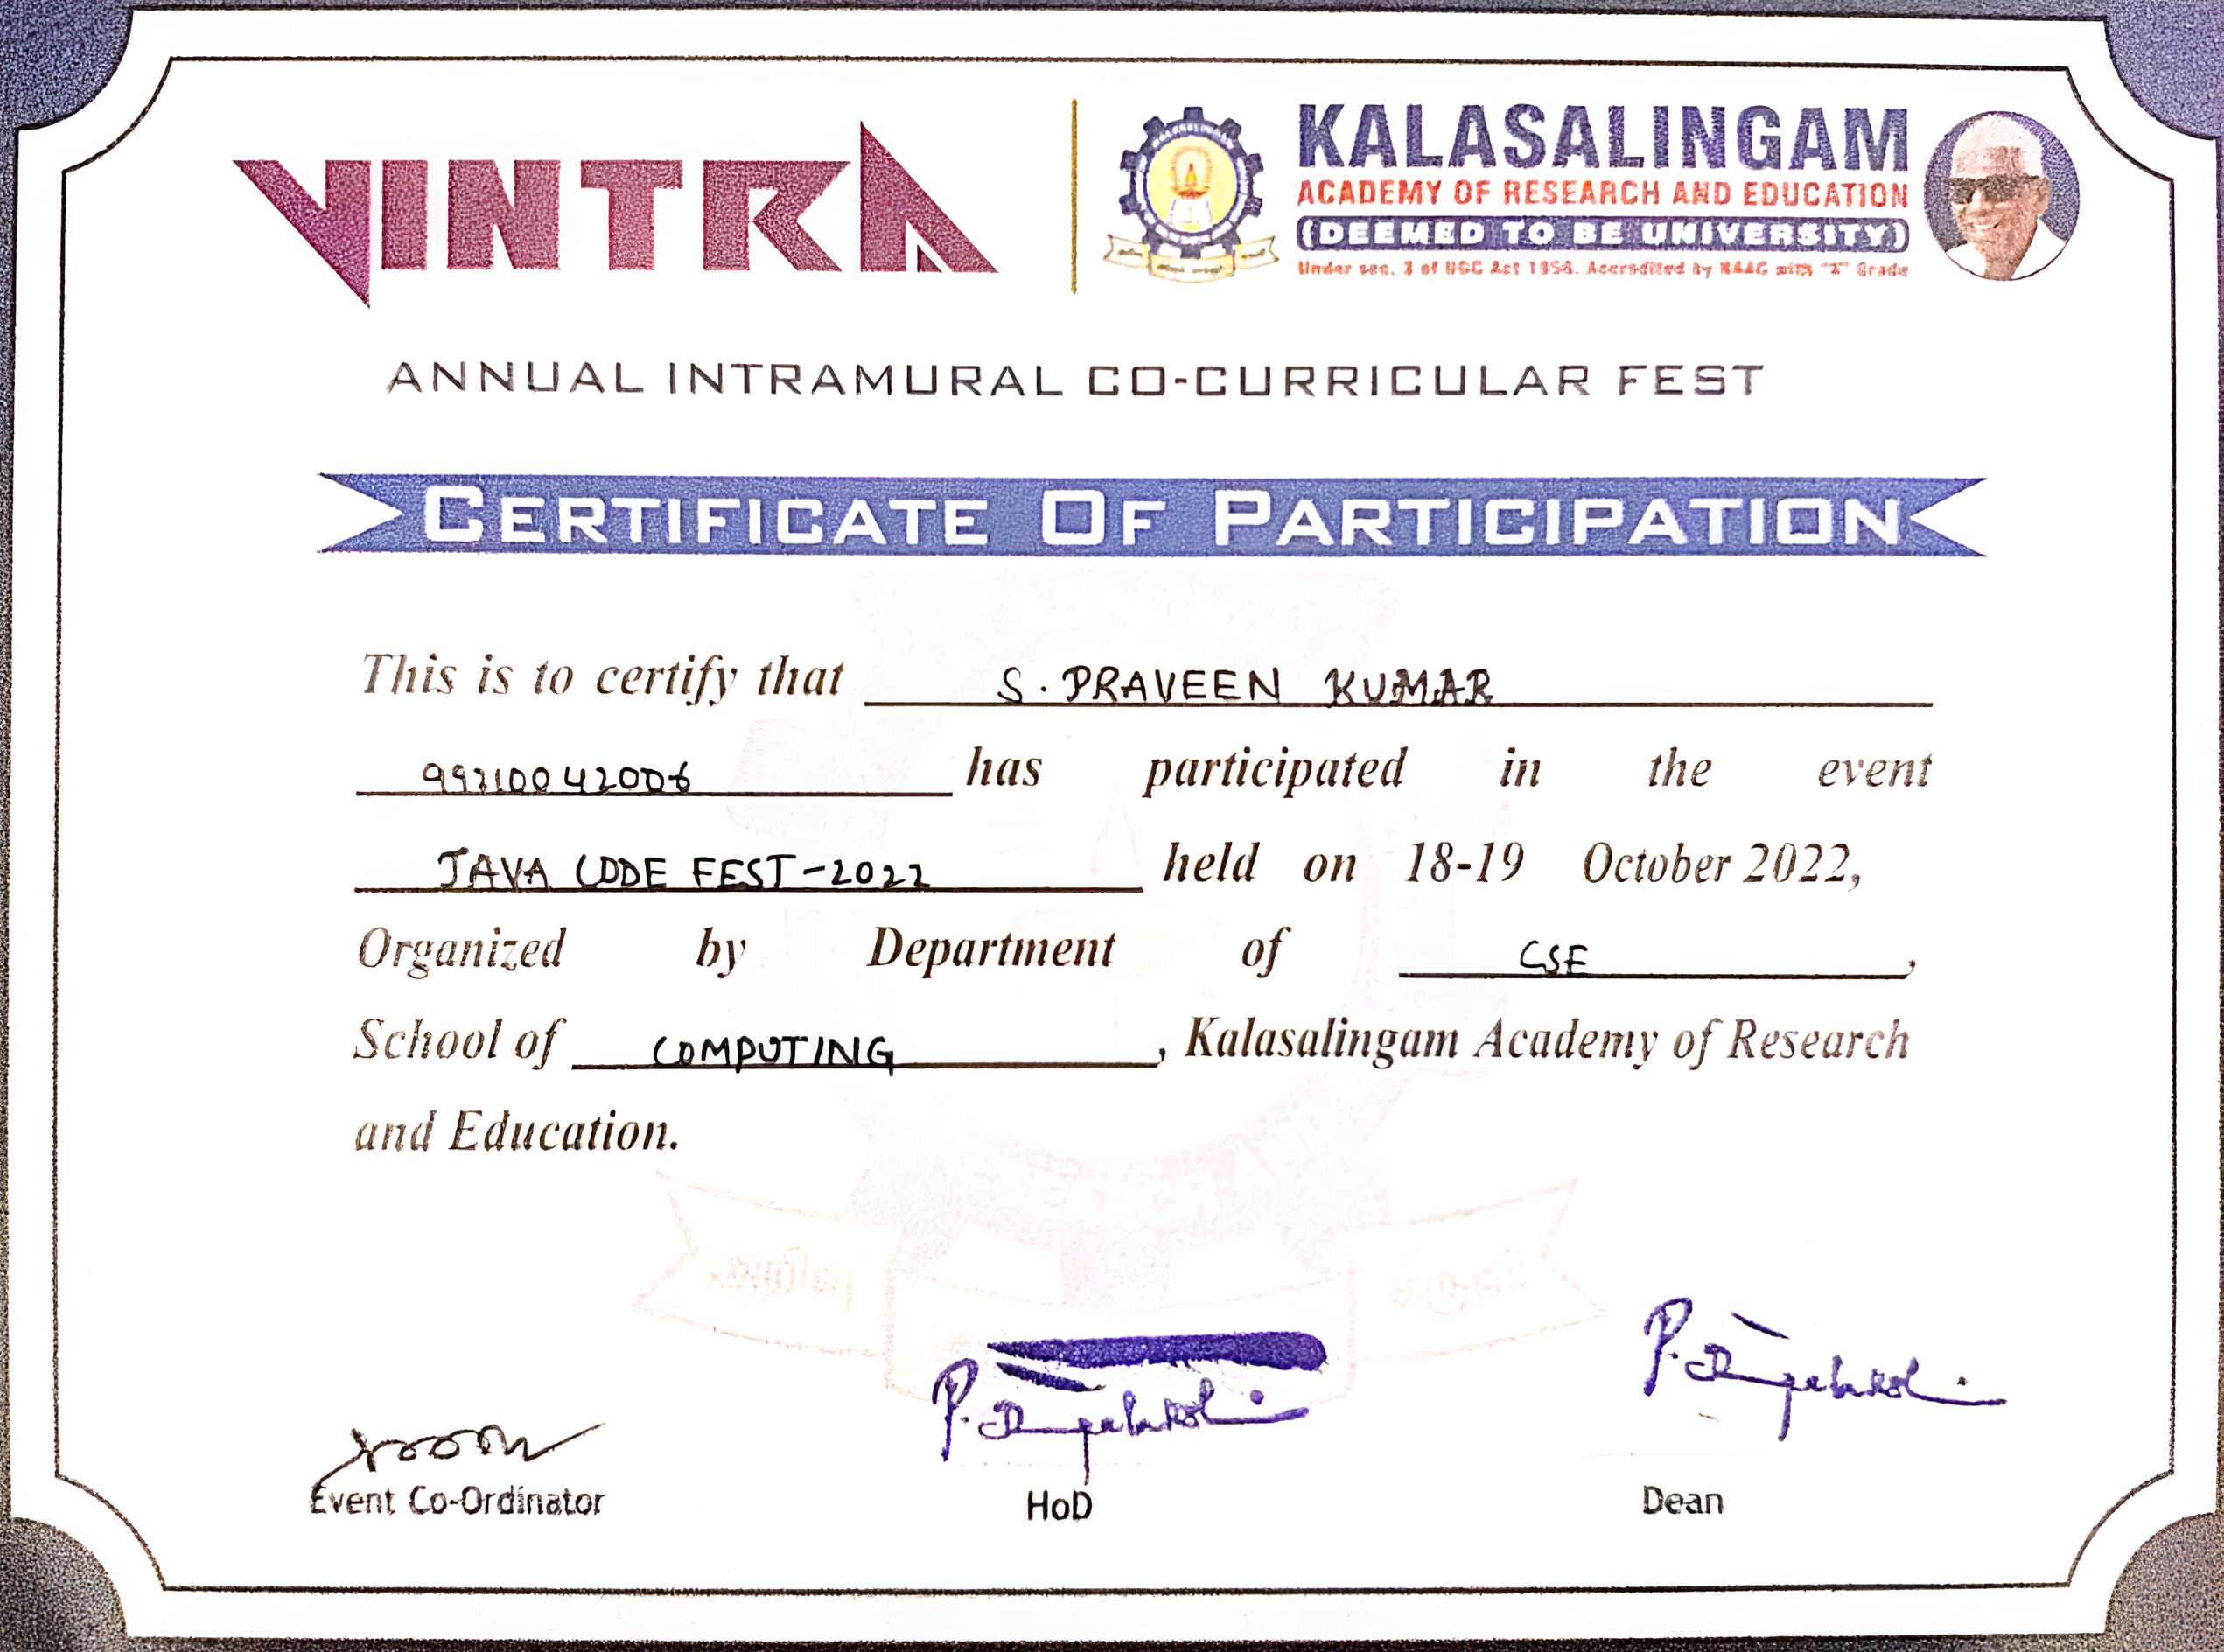 VINTRA
KALASALINGAM
ACADEMY OF RESEARCH AND EDUCATION
(DEEMED TO BE UNIVERSITY)
Under sec. 3 of UGC Act 1956. Accredited by NAAC with "A" Grade
ANNUAL INTRAMURAL CO-CURRICULAR FEST
CERTIFICATE OF PARTICIPATION
This is to certify that S. PRAVEEN KUMAR
99210042006 has participated in the event
JAVA CODE FEST-2022 held on 18-19 October 2022,
Organized by Department of CSE,
School of COMPUTING, Kalasalingam Academy of Research
and Education.
Event Co-Ordinator
HoD
Dean